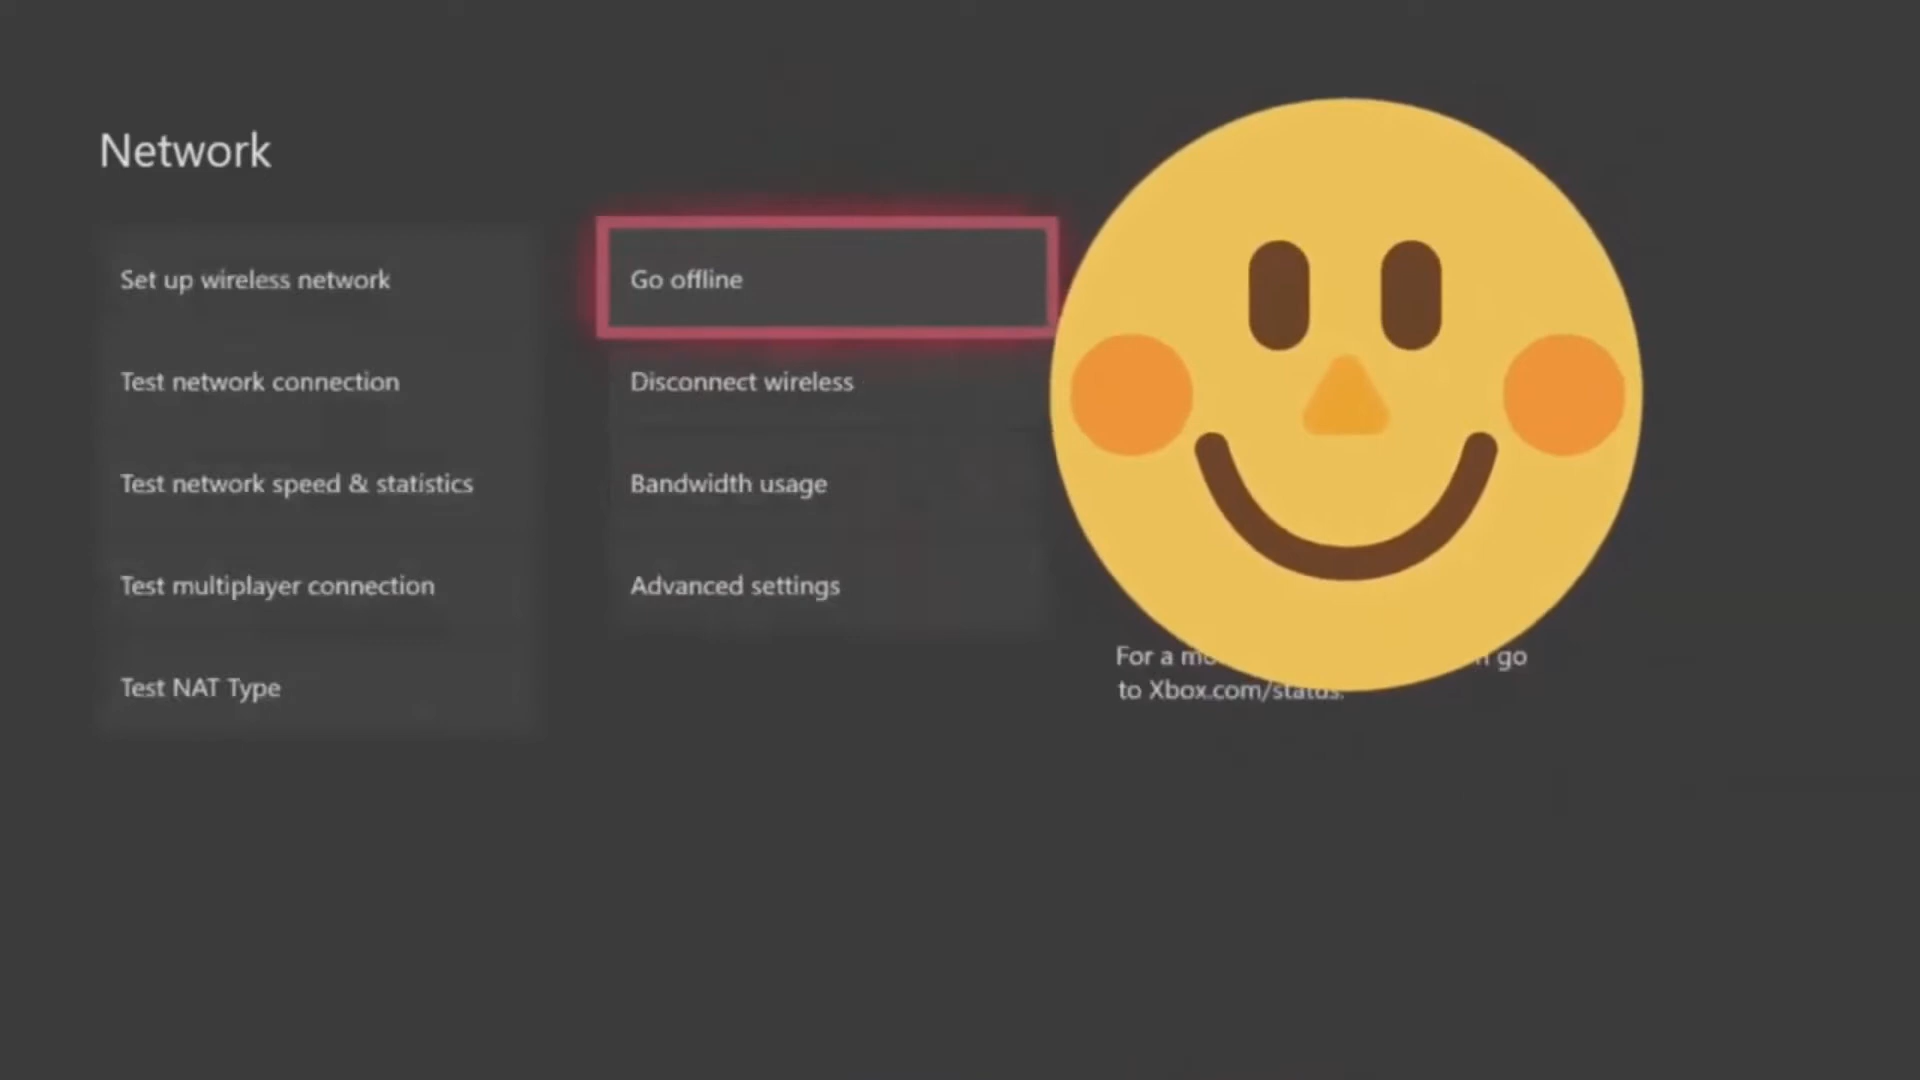 Network
Set up wireless network
Test network connection
Test network speed & statistics
Test multiplayer connection
Test NAT Type
Go offline
Disconnect wireless
Bandwidth usage
Advanced settings
For a go
to Xbox.com/status.